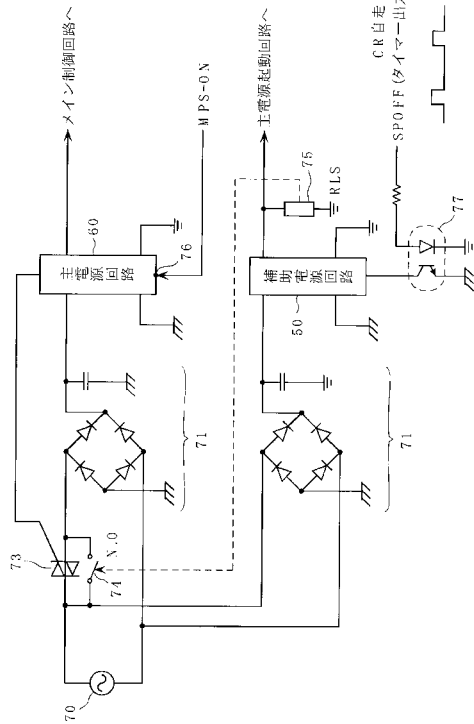 メイン制御回路へ
60
主電源回路
76
MPS-ON
71
73
N.O
74
70
主電源起動回路へ
75
RLS
補助電源回路
50
71
CR自走
SPOFF(タイマー出
77